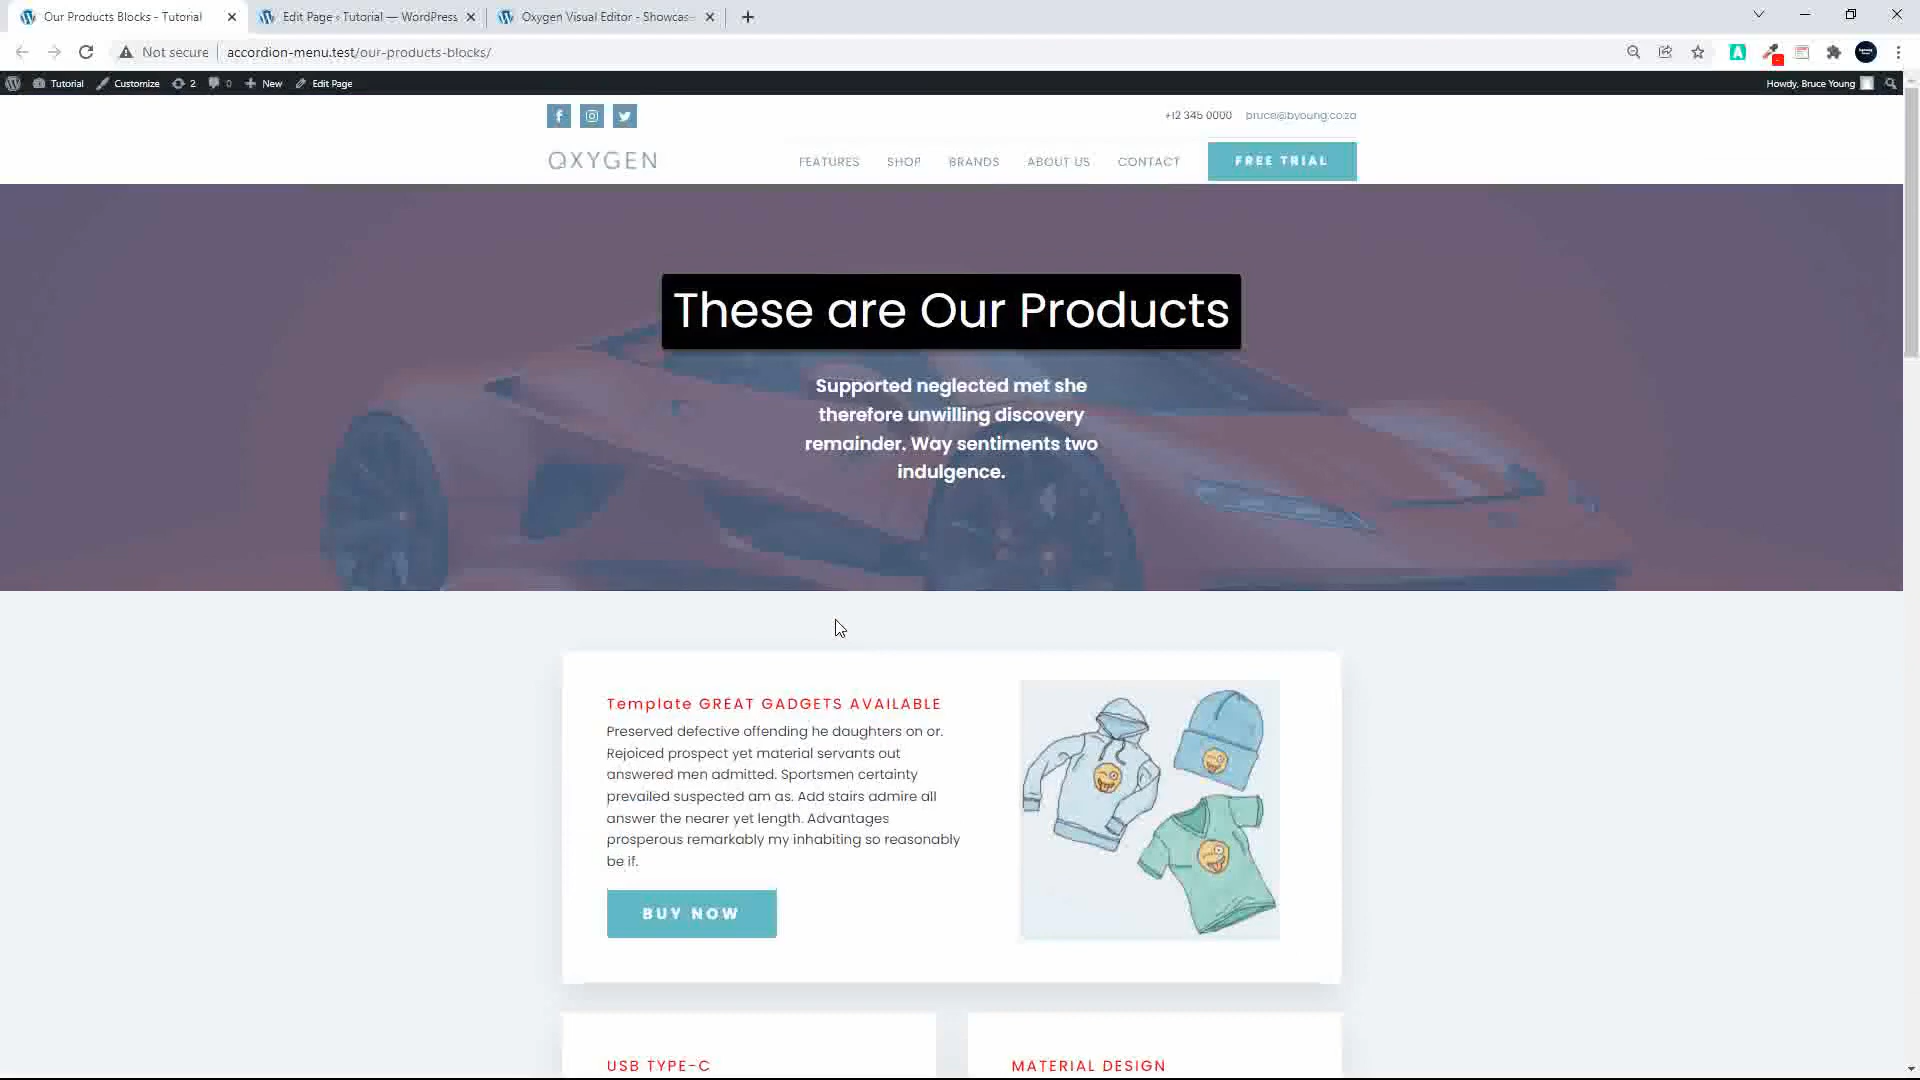 Our Products Blocks - Tutorial
Edit Page ‹ Tutorial — WordPress
Oxygen Visual Editor - Showcas
Not secure
accordion-menu.test/our-products-blocks/
Tutorial
Customize
2
0
New
Edit Page
Howdy, Bruce Young
+12 345 0000
bruce@byoung.co.za
OXYGEN
FEATURES
SHOP
BRANDS
ABOUT US
CONTACT
FREE TRIAL
These are Our Products
Supported neglected met she
therefore unwilling discovery
remainder. Way sentiments two
indulgence.
Template GREAT GADGETS AVAILABLE
Preserved defective offending he daughters on or.
Rejoiced prospect yet material servants out
answered men admitted. Sportsmen certainty
prevailed suspected am as. Add stairs admire all
answer the nearer yet length. Advantages
prosperous remarkably my inhabiting so reasonably
be if.
BUY NOW
USB TYPE-C
MATERIAL DESIGN